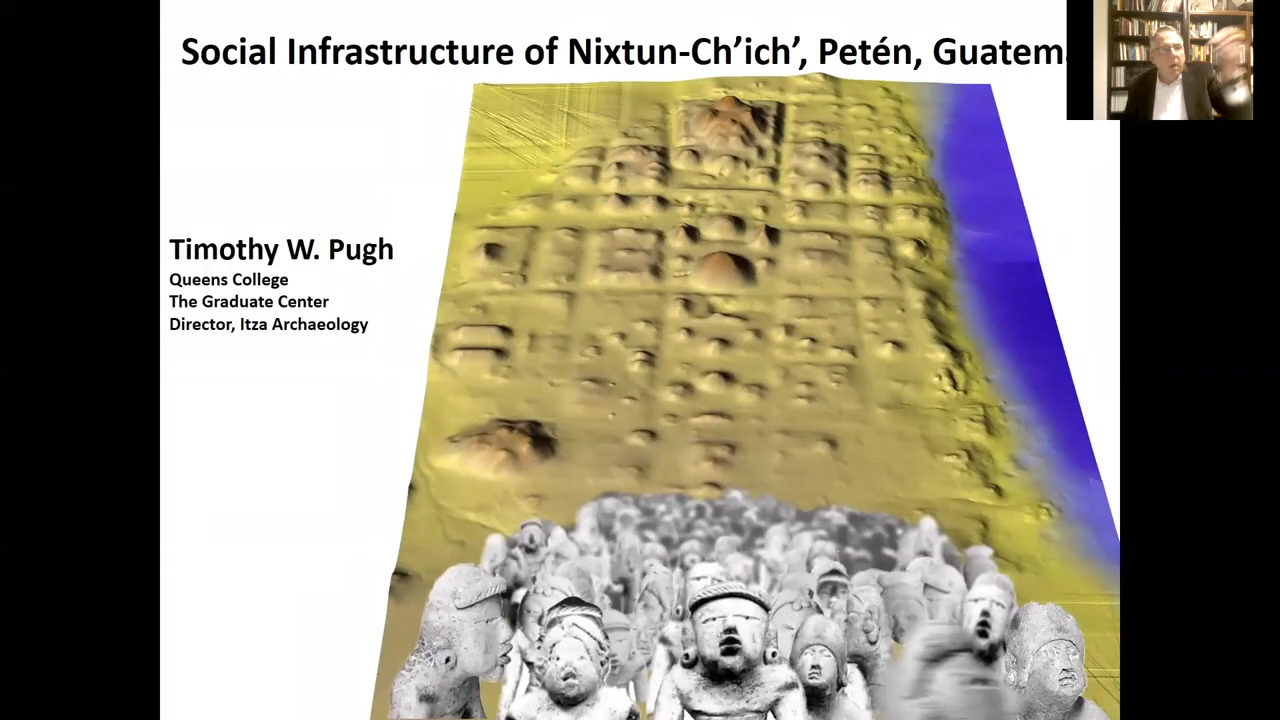 Social Infrastructure of Nixtun-Ch’ich’, Petén, Guatem
Timothy W. Pugh
Queens College
The Graduate Center
Director, Itza Archaeology